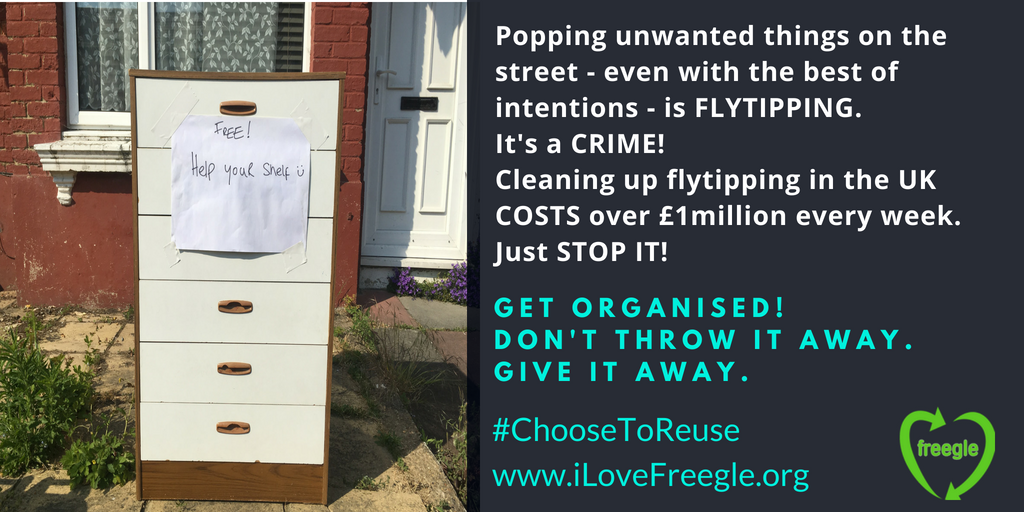 FREE!
Help your Shelf ü
Popping unwanted things on the
street - even with the best of
intentions - is FLYTIPPING.
It's a CRIME!
Cleaning up flytipping in the UK
COSTS over £1million every week.
Just STOP IT!
GET ORGANISED!
DON'T THROW IT AWAY.
GIVE IT AWAY.
#ChooseToReuse
www.iLoveFreegle.org
freegle